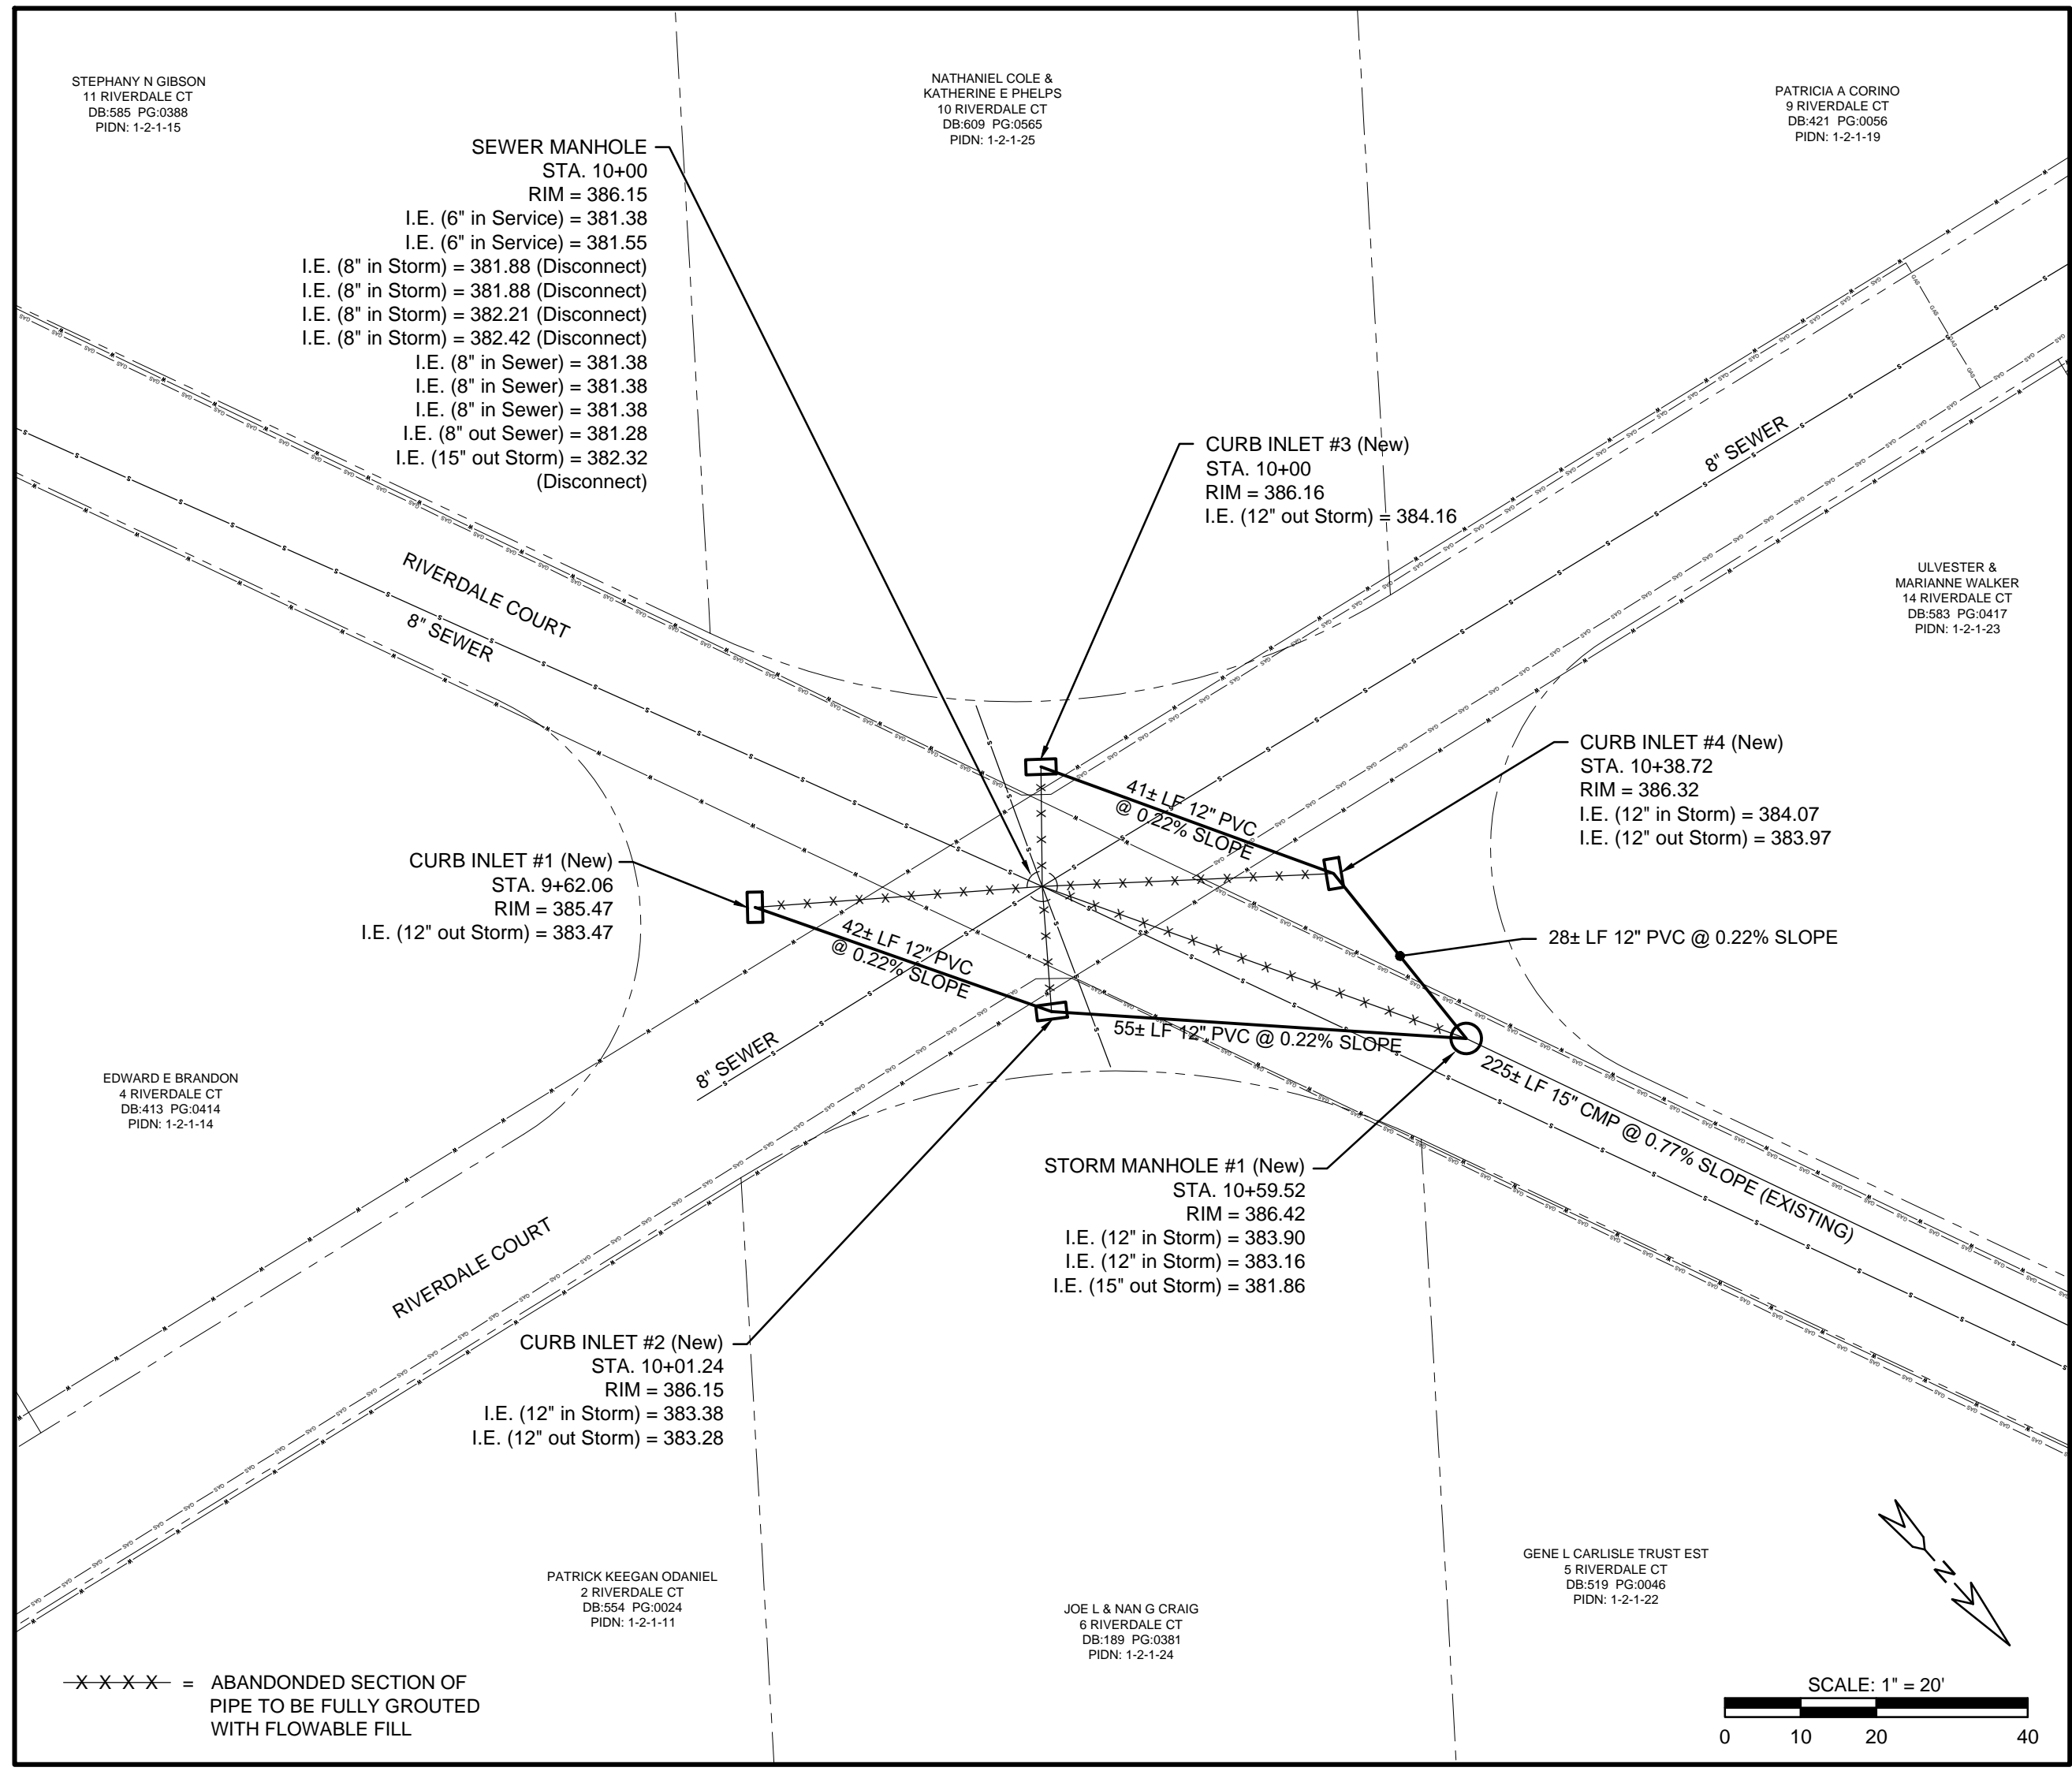 STEPHANY N GIBSON
11 RIVERDALE CT
DB:585 PG:0388
PIDN: 1-2-1-15
NATHANIEL COLE &
KATHERINE E PHELPS
10 RIVERDALE CT
DB:609 PG:0565
PIDN: 1-2-1-25
PATRICIA A CORINO
9 RIVERDALE CT
DB:421 PG:0056
PIDN: 1-2-1-19
SEWER MANHOLE
STA. 10+00
RIM = 386.15
I.E. (6" in Service) = 381.38
I.E. (6" in Service) = 381.55
I.E. (8" in Storm) = 381.88 (Disconnect)
I.E. (8" in Storm) = 381.88 (Disconnect)
I.E. (8" in Storm) = 382.21 (Disconnect)
I.E. (8" in Storm) = 382.42 (Disconnect)
I.E. (8" in Sewer) = 381.38
I.E. (8" in Sewer) = 381.38
I.E. (8" in Sewer) = 381.38
I.E. (8" out Sewer) = 381.28
I.E. (15" out Storm) = 382.32
(Disconnect)
CURB INLET #3 (New)
STA. 10+00
RIM = 386.16
I.E. (12" out Storm) = 384.16
8" SEWER
RIVERDALE COURT
8" SEWER
ULVESTER &
MARIANNE WALKER
14 RIVERDALE CT
DB:583 PG:0417
PIDN: 1-2-1-23
CURB INLET #4 (New)
STA. 10+38.72
RIM = 386.32
I.E. (12" in Storm) = 384.07
I.E. (12" out Storm) = 383.97
41± LF 12" PVC
@ 0.22% SLOPE
CURB INLET #1 (New)
STA. 9+62.06
RIM = 385.47
I.E. (12" out Storm) = 383.47
42± LF 12" PVC
@ 0.22% SLOPE
28± LF 12" PVC @ 0.22% SLOPE
55± LF 12" PVC @ 0.22% SLOPE
8" SEWER
225± LF 15" CMP @ 0.77% SLOPE (EXISTING)
EDWARD E BRANDON
4 RIVERDALE CT
DB:413 PG:0414
PIDN: 1-2-1-14
STORM MANHOLE #1 (New)
STA. 10+59.52
RIM = 386.42
I.E. (12" in Storm) = 383.90
I.E. (12" in Storm) = 383.16
I.E. (15" out Storm) = 381.86
RIVERDALE COURT
CURB INLET #2 (New)
STA. 10+01.24
RIM = 386.15
I.E. (12" in Storm) = 383.38
I.E. (12" out Storm) = 383.28
PATRICK KEEGAN ODANIEL
2 RIVERDALE CT
DB:554 PG:0024
PIDN: 1-2-1-11
JOE L & NAN G CRAIG
6 RIVERDALE CT
DB:189 PG:0381
PIDN: 1-2-1-24
GENE L CARLISLE TRUST EST
5 RIVERDALE CT
DB:519 PG:0046
PIDN: 1-2-1-22
N
X X X X = ABANDONDED SECTION OF
PIPE TO BE FULLY GROUTED
WITH FLOWABLE FILL
SCALE: 1" = 20'
0 10 20 40